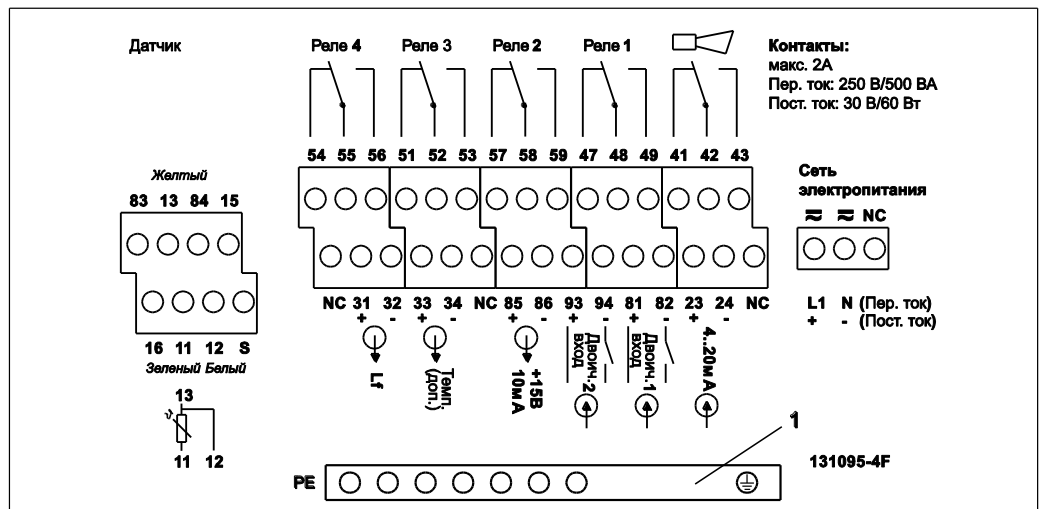 Датчик
Реле 4 Реле 3 Реле 2 Реле 1
Контакты:
макс. 2А
Пер. ток: 250 В/500 ВА
Пост. ток: 30 В/60 Вт
54 55 56 51 52 53 57 58 59 47 48 49 41 42 43
Желтый
83 13 84 15
Сеть
электропитания
NC
NC 31 32 33 34 NC 85 86 93 94 81 82 23 24 NC
+ - + - + - + - + - + -
L1 N (Пер. ток)
+ - (Пост. ток)
16 11 12 S
Зеленый Белый
Lf
Темп.
(доп.)
+15В
10мА
Двоич.2
вход
Двоич.1
вход
4..20мА
13
11 12
1
131095-4F
PE